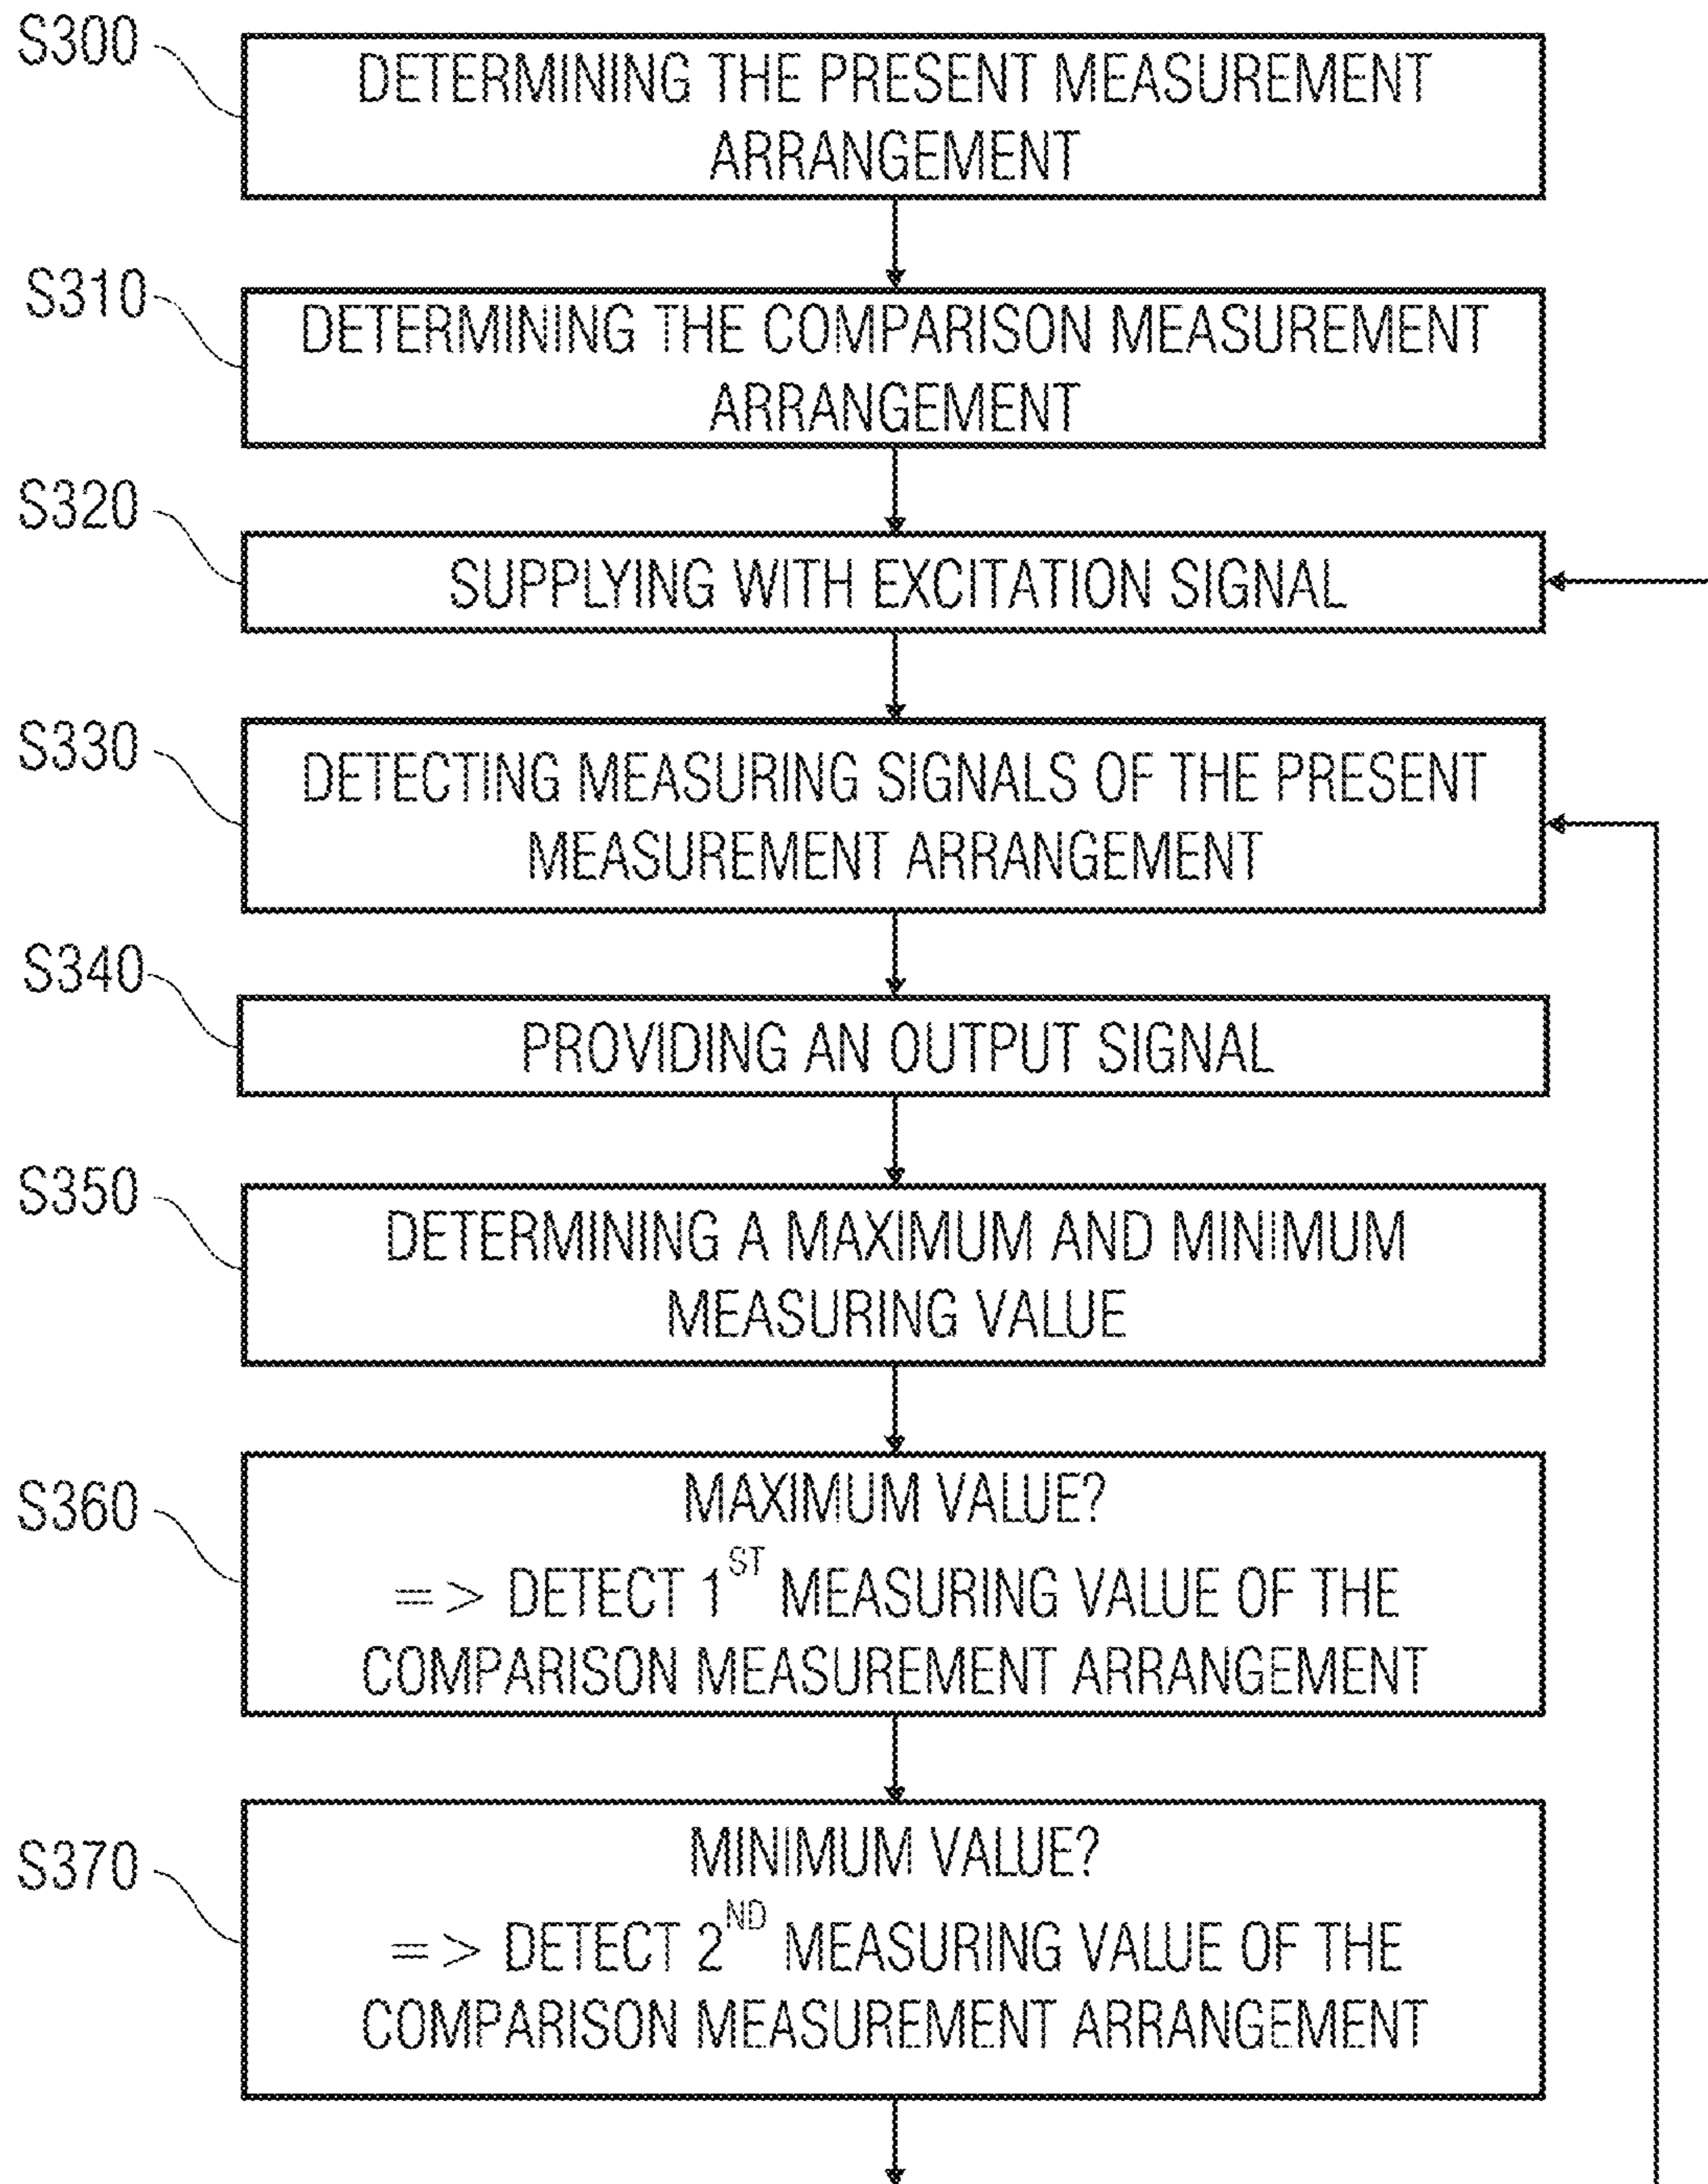 S300
DETERMINING THE PRESENT MEASUREMENT
ARRANGEMENT
S310
DETERMINING THE COMPARISON MEASUREMENT
ARRANGEMENT
S320
SUPPLYING WITH EXCITATION SIGNAL
S330
DETECTING MEASURING SIGNALS OF THE PRESENT
MEASUREMENT ARRANGEMENT
S340
PROVIDING AN OUTPUT SIGNAL
S350
DETERMINING A MAXIMUM AND MINIMUM
MEASURING VALUE
S360
MAXIMUM VALUE?
=> DETECT 1ST MEASURING VALUE OF THE
COMPARISON MEASUREMENT ARRANGEMENT
S370
MINIMUM VALUE?
=> DETECT 2ND MEASURING VALUE OF THE
COMPARISON MEASUREMENT ARRANGEMENT